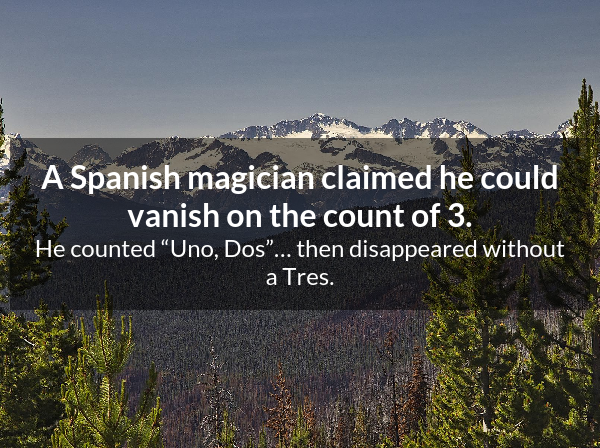 A Spanish magician claimed he could
vanish on the count of 3.
He counted “Uno, Dos”... then disappeared without
a Tres.